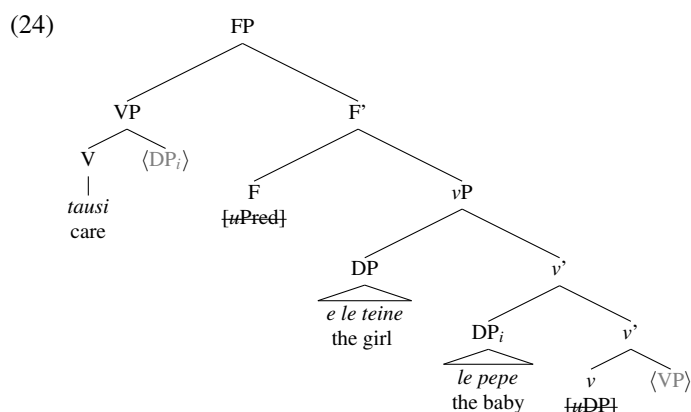 (24)
FP
VP F'
V ⟨DPi⟩ F vP
tausi [uPred]
care
DP v'
e le teine
the girl
DPi v'
le pepe v ⟨VP⟩
the baby [uDP]